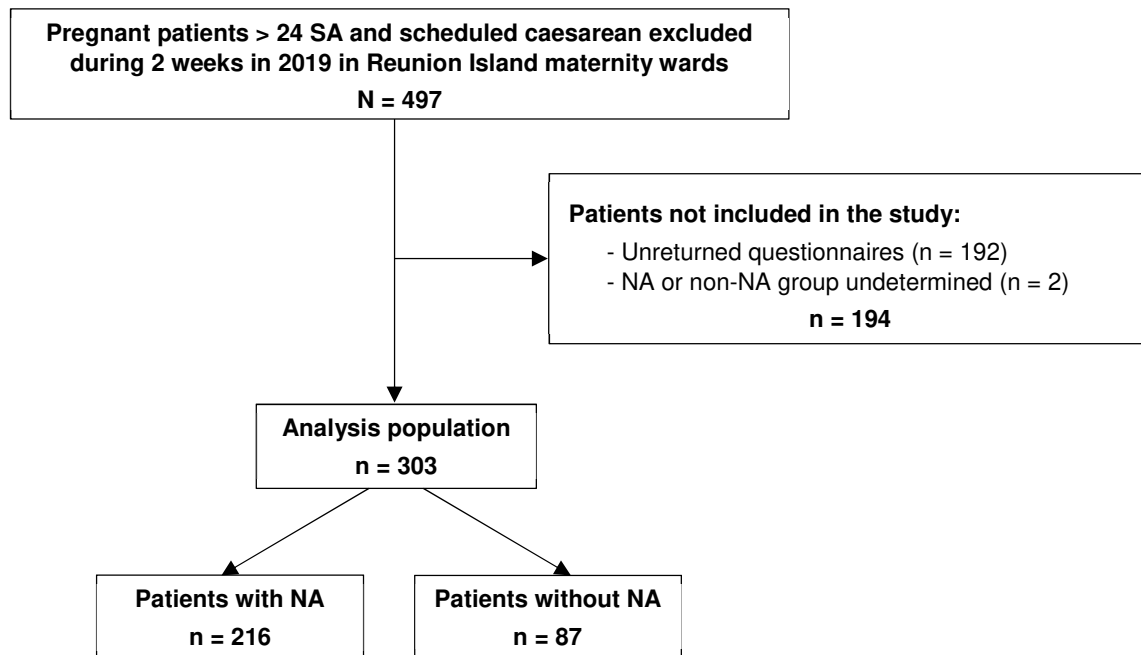 Pregnant patients > 24 SA and scheduled caesarean excluded
during 2 weeks in 2019 in Reunion Island maternity wards
N = 497
Patients not included in the study:
- Unreturned questionnaires (n = 192)
- NA or non-NA group undetermined (n = 2)
n = 194
Analysis population
n = 303
Patients with NA
n = 216
Patients without NA
n = 87